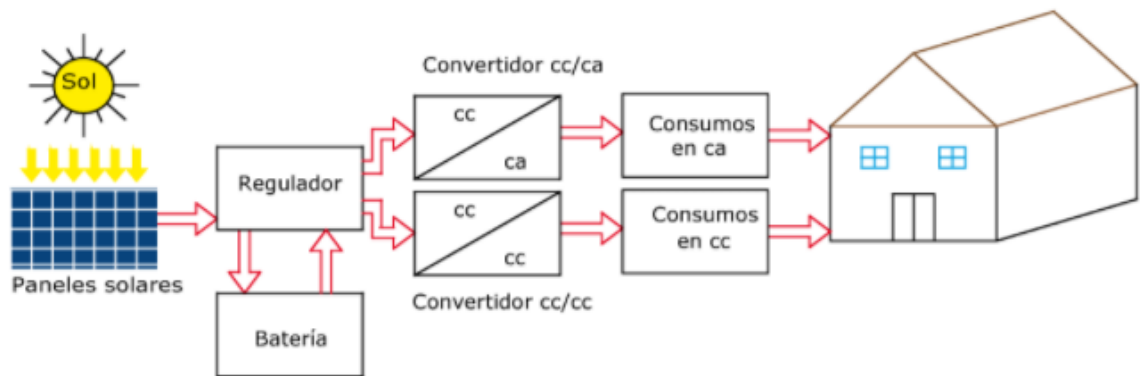 Sol
Paneles solares
Regulador
Batería
Convertidor cc/ca
cc
ca
cc
cc
Convertidor cc/cc
Consumos
en ca
Consumos
en cc